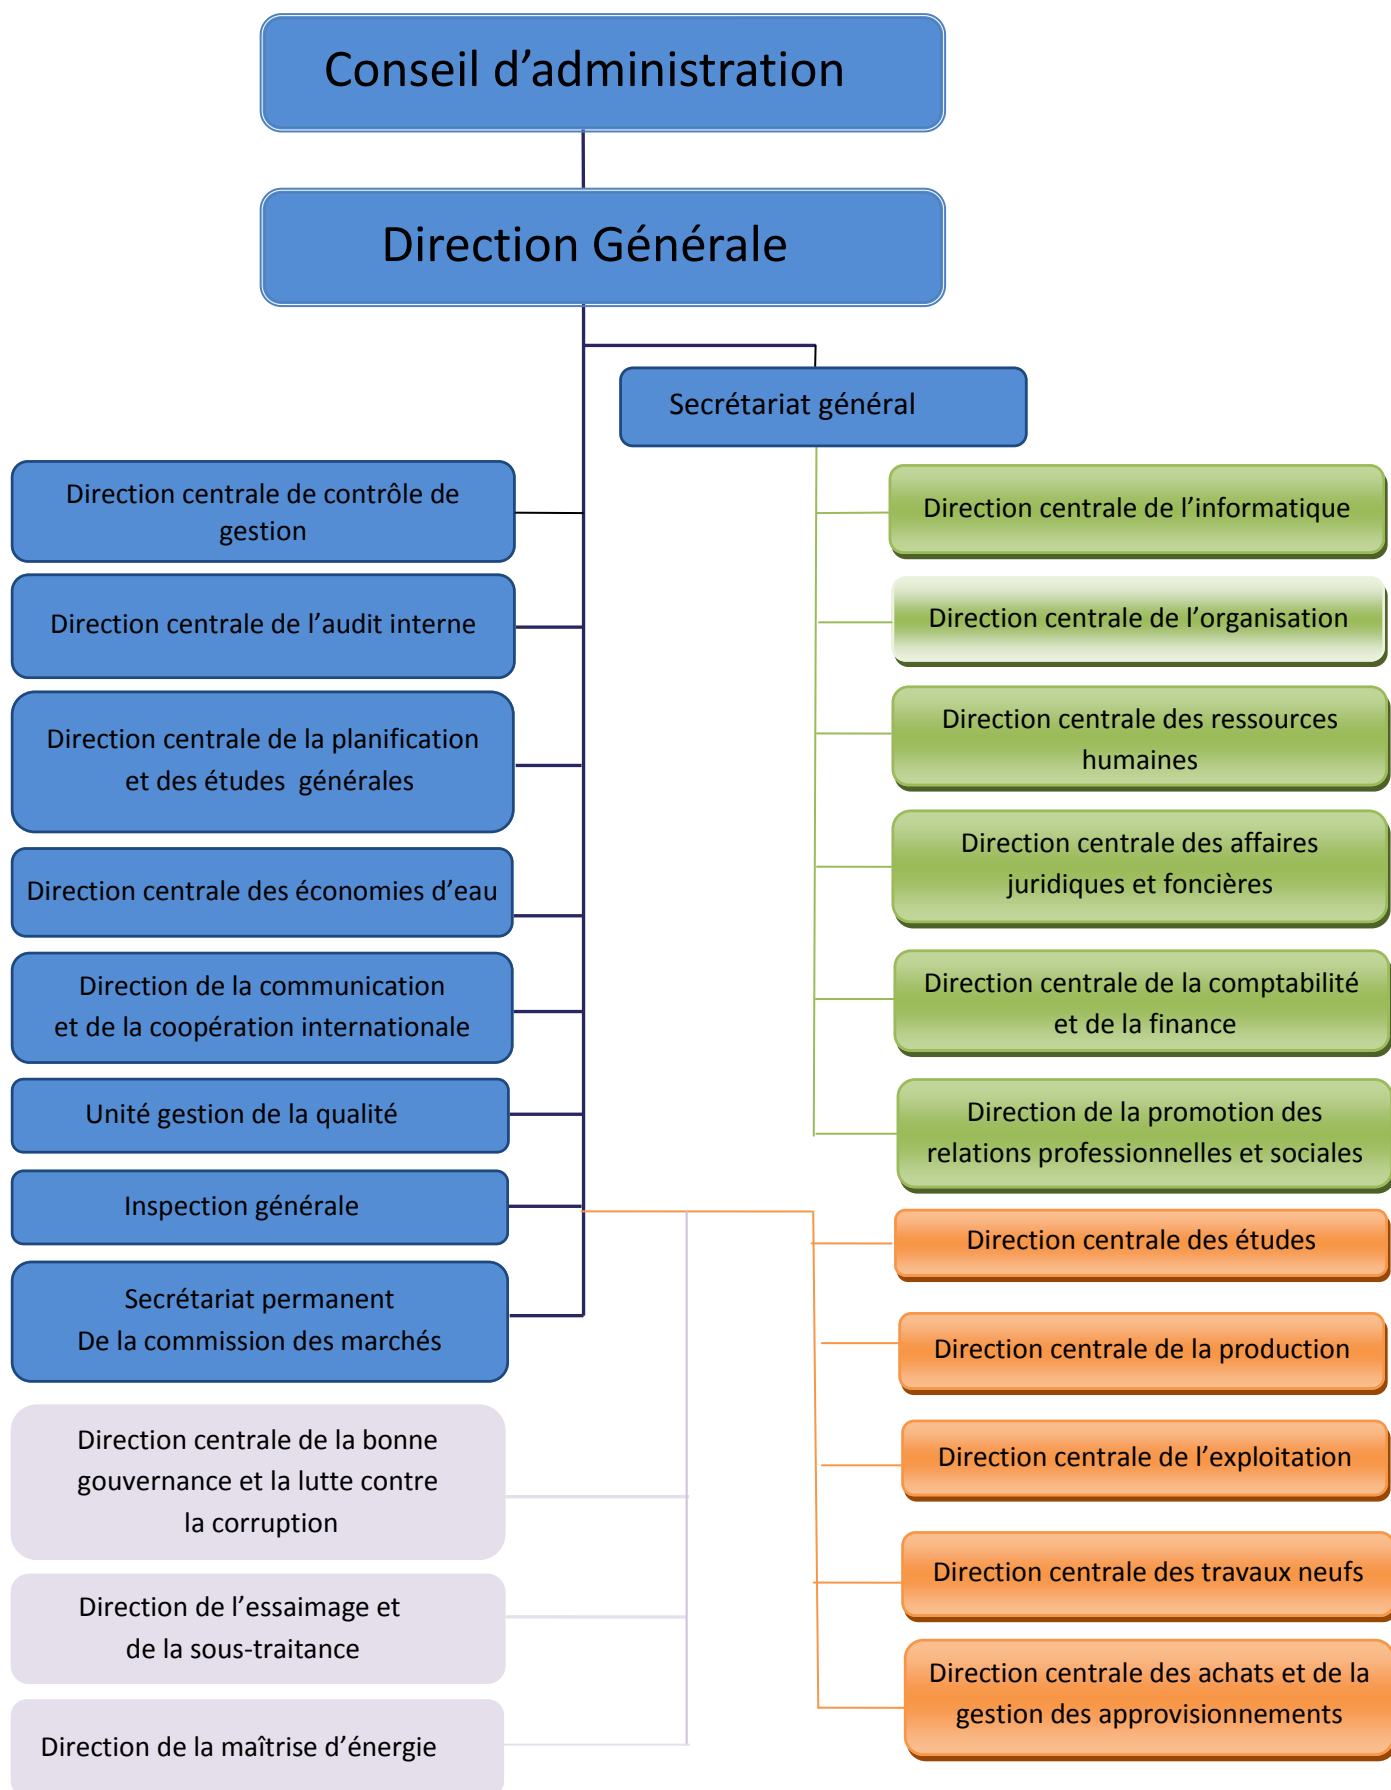 Conseil d’administration
Direction Générale
Secrétariat général
Direction centrale de contrôle de
gestion
Direction centrale de l’audit interne
Direction centrale de la planification
et des études générales
Direction centrale des économies d’eau
Direction de la communication
et de la coopération internationale
Unité gestion de la qualité
Inspection générale
Secrétariat permanent
De la commission des marchés
Direction centrale de la bonne
gouvernance et la lutte contre
la corruption
Direction de l’essaimage et
de la sous-traitance
Direction de la maîtrise d’énergie
Direction centrale de l’informatique
Direction centrale de l’organisation
Direction centrale des ressources
humaines
Direction centrale des affaires
juridiques et foncières
Direction centrale de la comptabilité
et de la finance
Direction de la promotion des
relations professionnelles et sociales
Direction centrale des études
Direction centrale de la production
Direction centrale de l’exploitation
Direction centrale des travaux neufs
Direction centrale des achats et de la
gestion des approvisionnements